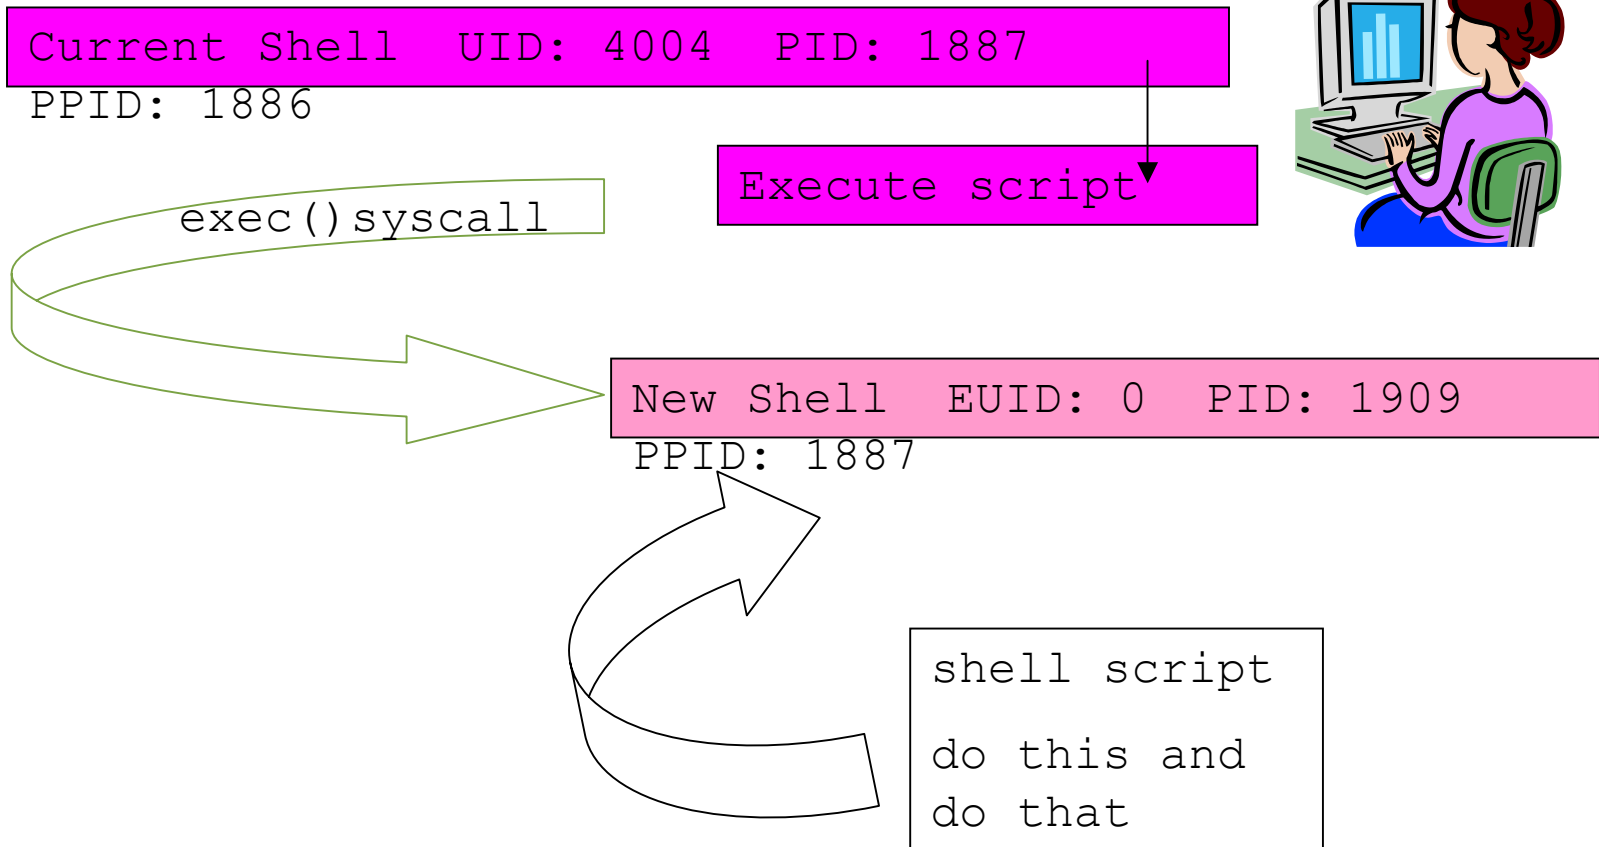 Current Shell UID: 4004 PID: 1887
PPID: 1886
Execute script
exec()syscall
New Shell EUID: 0 PID: 1909
PPID: 1887
shell script
do this and
do that